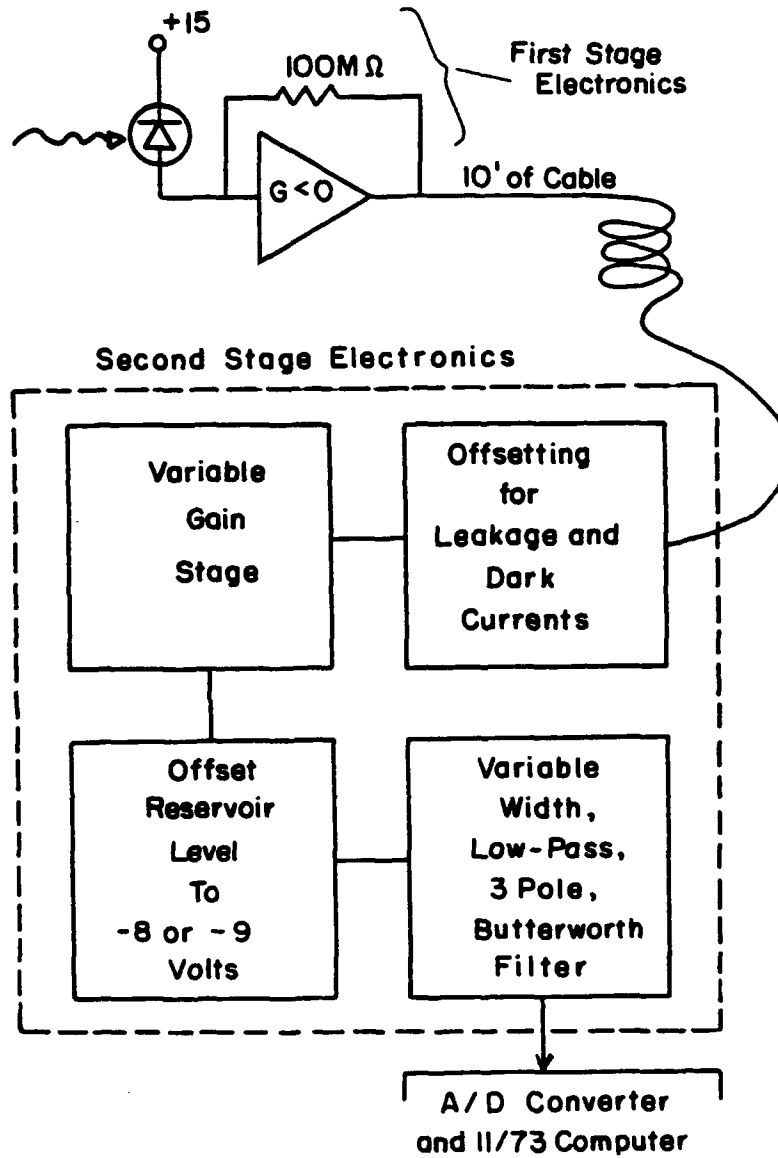 +15
100MΩ
First Stage
Electronics
G<0
10' of Cable
Second Stage Electronics
Variable
Gain
Stage
Offsetting
for
Leakage and
Dark
Currents
Offset
Reservoir
Level
To
-8 or -9
Volts
Variable
Width,
Low-Pass,
3 Pole,
Butterworth
Filter
A/D Converter
and 11/73 Computer